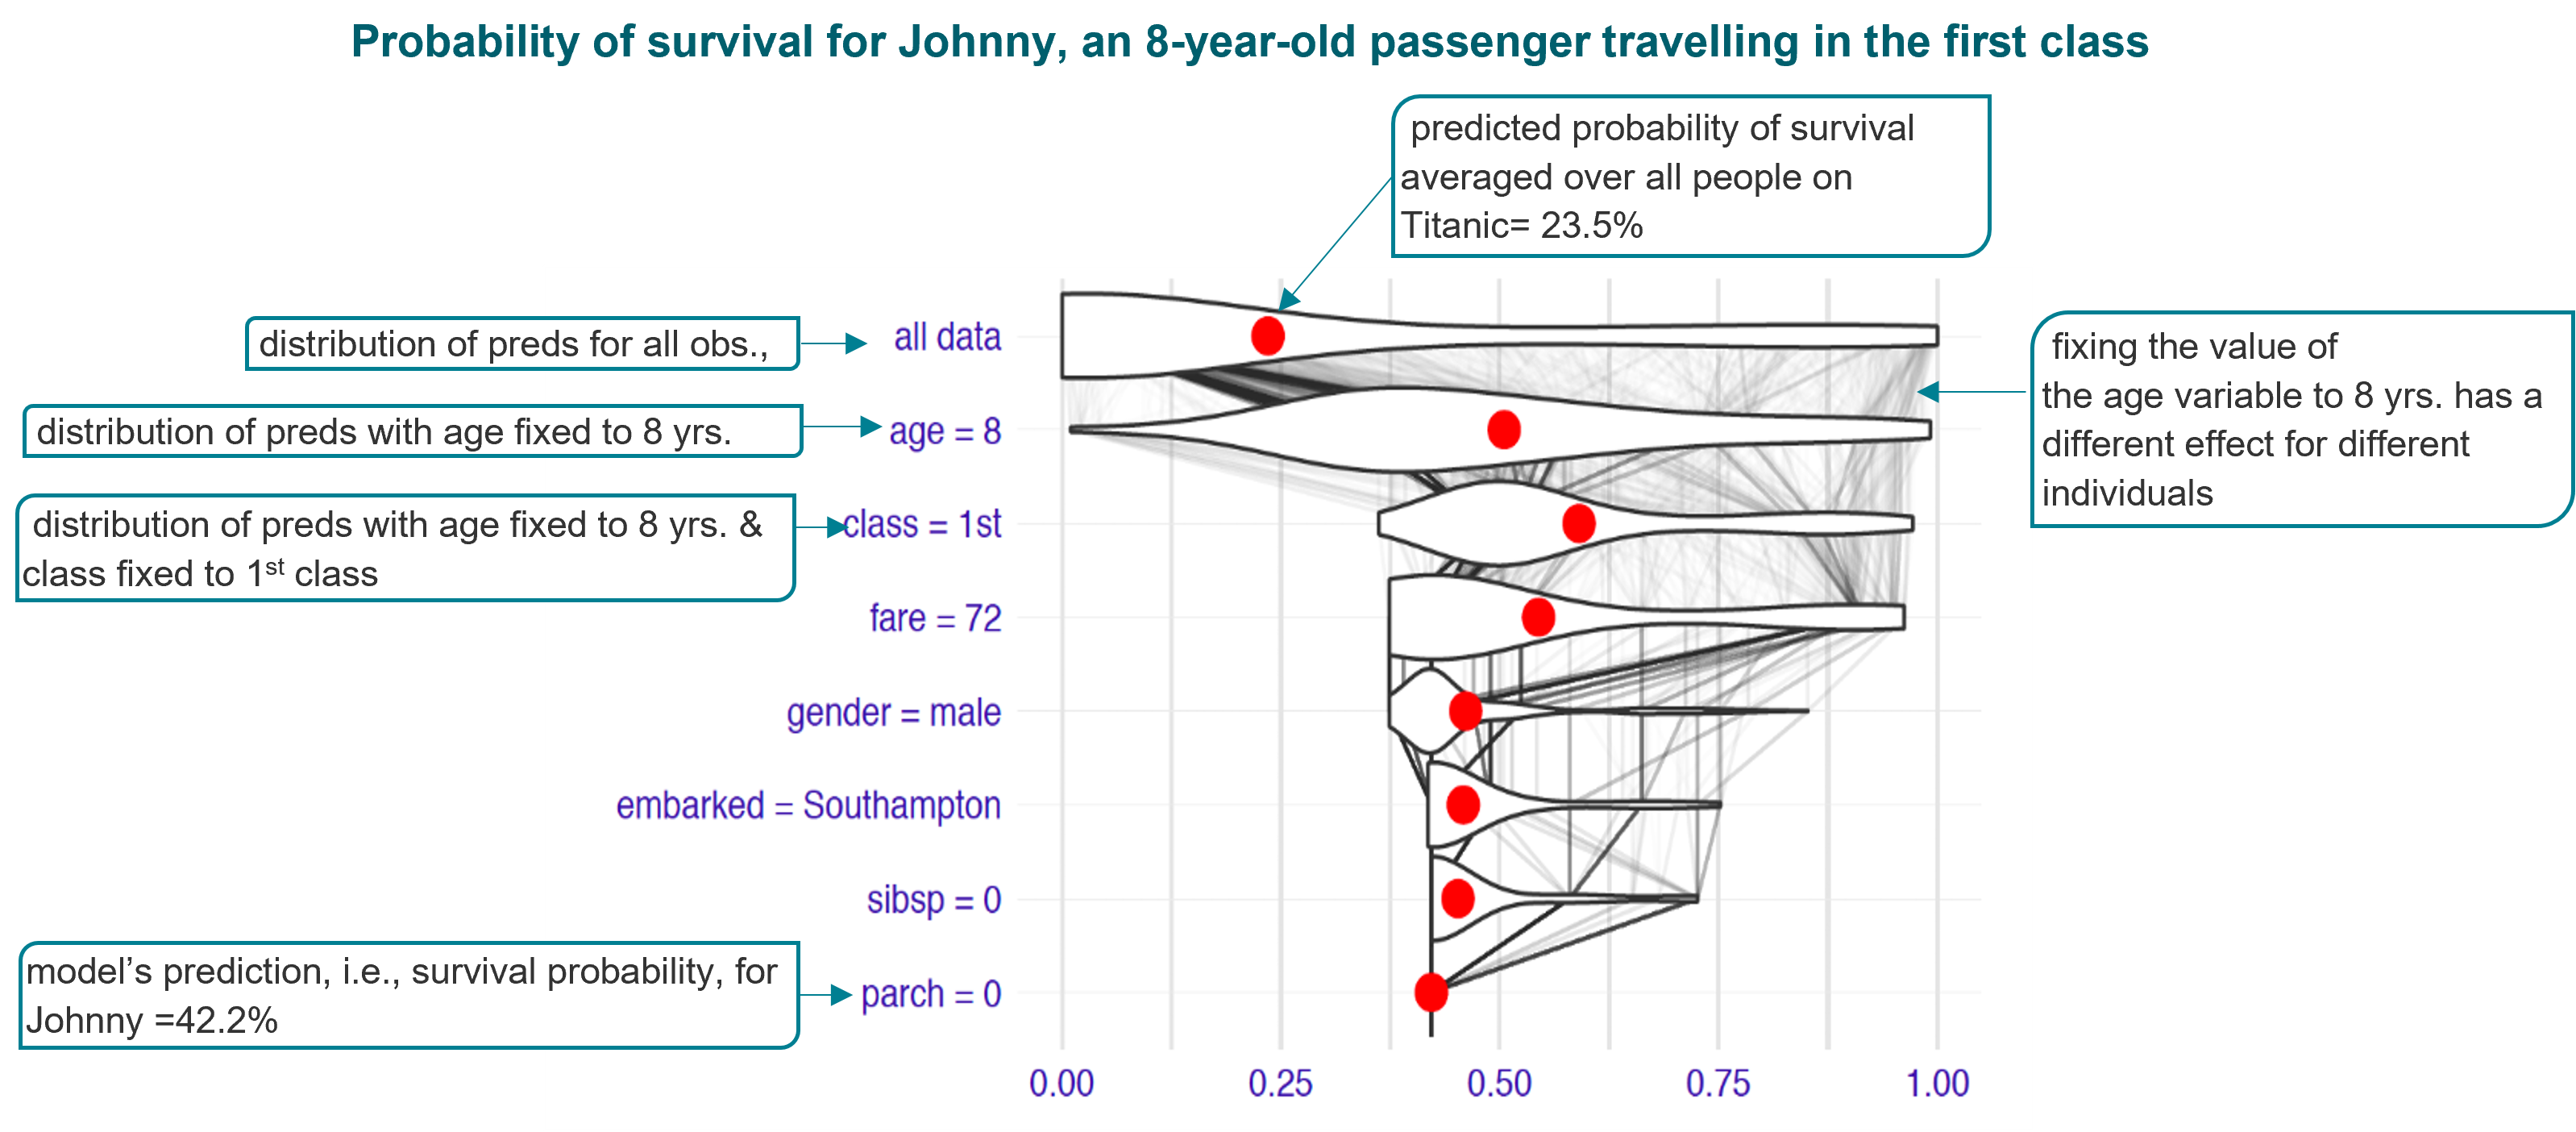 Probability of survival for Johnny, an 8-year-old passenger travelling in the first class
predicted probability of survival
averaged over all people on
Titanic= 23.5%
distribution of preds for all obs.,
all data
fixing the value of
the age variable to 8 yrs. has a
different effect for different
individuals
distribution of preds with age fixed to 8 yrs.
age = 8
distribution of preds with age fixed to 8 yrs. &
class fixed to 1st class
class = 1st
fare = 72
gender = male
embarked = Southampton
sibsp = 0
model’s prediction, i.e., survival probability, for
Johnny =42.2%
parch = 0
0.00 0.25 0.50 0.75 1.00